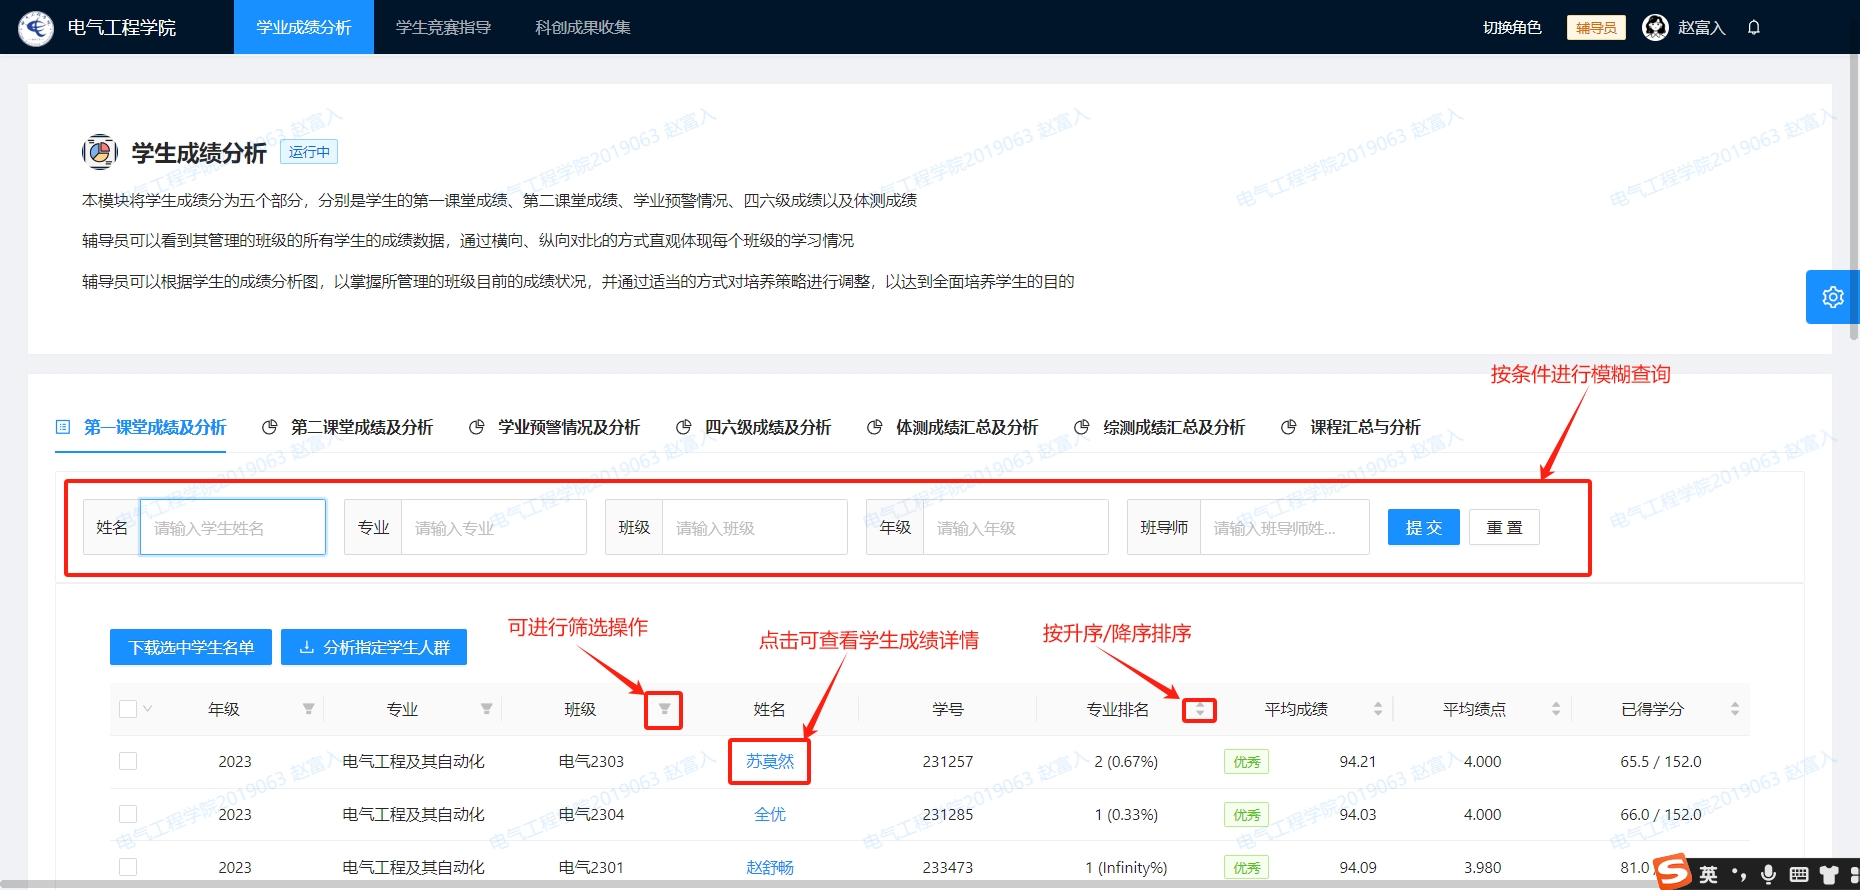 电气工程学院
学业成绩分析
学生竞赛指导
科创成果收集
切换角色
辅导员
赵富入
学生成绩分析
运行中
本模块将学生成绩分为五个部分，分别是学生的第一课堂成绩、第二课堂成绩、学业预警情况、四六级成绩以及体测成绩
辅导员可以看到其管理的班级的所有学生的成绩数据，通过横向、纵向对比的方式直观体现每个班级的学习情况
辅导员可以根据学生的成绩分析图，以掌握所管理的班级目前的成绩状况，并通过适当的方式对培养策略进行调整，以达到全面培养学生的目的
按条件进行模糊查询
第一课堂成绩及分析
第二课堂成绩及分析
学业预警情况及分析
四六级成绩及分析
体测成绩汇总及分析
综测成绩汇总及分析
课程汇总与分析
姓名 请输入学生姓名
专业 请输入专业
班级 请输入班级
年级 请输入年级
班导师 请输入班导师姓...
提 交
重 置
可进行筛选操作
点击可查看学生成绩详情
按升序/降序排序
下载选中学生名单
分析指定学生人群
年级 专业 班级 姓名 学号 专业排名 平均成绩 平均绩点 已得学分
2023 电气工程及其自动化 电气2303 苏莫然 231257 2 (0.67%) 优秀 94.21 4.000 65.5 / 152.0
2023 电气工程及其自动化 电气2304 全优 231285 1 (0.33%) 优秀 94.03 4.000 66.0 / 152.0
2023 电气工程及其自动化 电气2301 赵舒畅 233473 1 (Infinity%) 优秀 94.09 3.980 81.0 /
英
电气工程学院2019063 赵富入